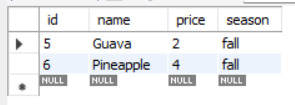 id name price season
5 Guava 2 fall
6 Pineapple 4 fall
NULL NULL NULL NULL